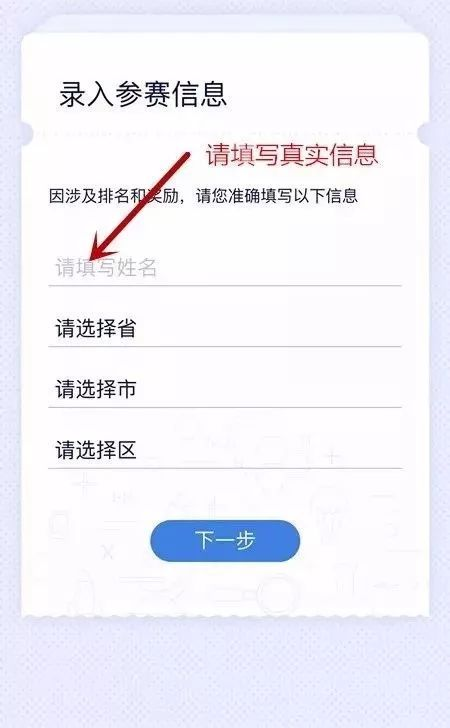 录入参赛信息
请填写真实信息
因涉及排名和奖励，请您准确填写以下信息
请填写姓名
请选择省
请选择市
请选择区
下一步